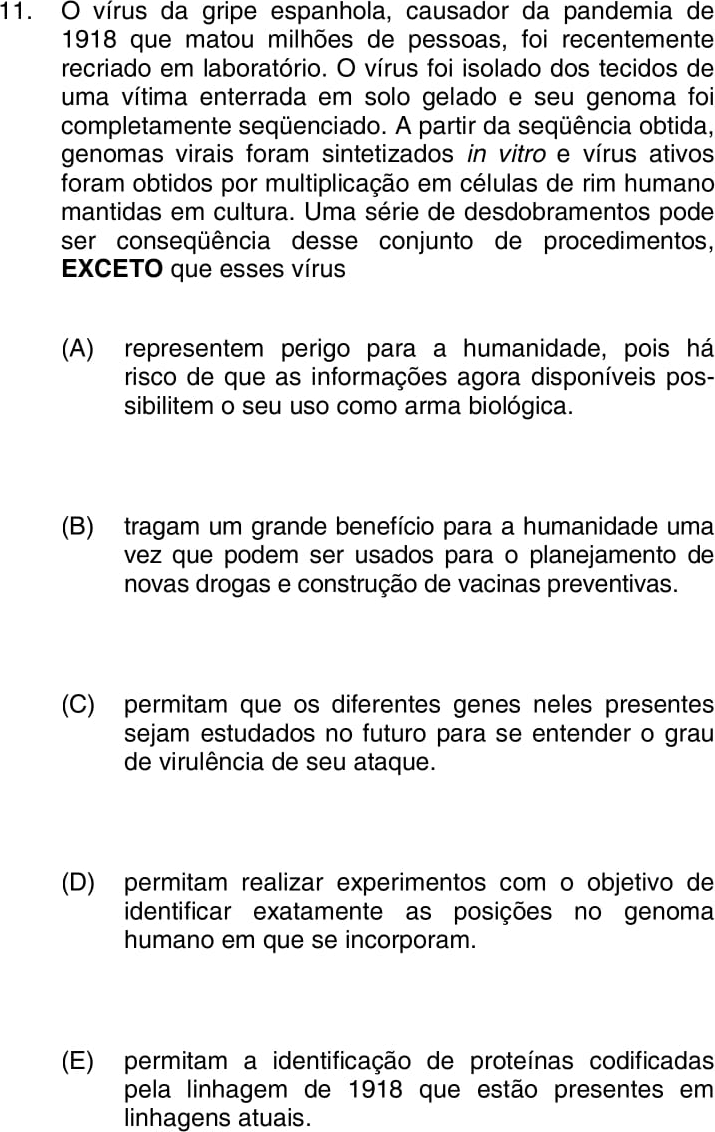 11. O vírus da gripe espanhola, causador da pandemia de
1918 que matou milhões de pessoas, foi recentemente
recriado em laboratório. O vírus foi isolado dos tecidos de
uma vítima enterrada em solo gelado e seu genoma foi
completamente seqüenciado. A partir da seqüência obtida,
genomas virais foram sintetizados in vitro e vírus ativos
foram obtidos por multiplicação em células de rim humano
mantidas em cultura. Uma série de desdobramentos pode
ser conseqüência desse conjunto de procedimentos,
EXCETO que esses vírus
(A) representem perigo para a humanidade, pois há
risco de que as informações agora disponíveis pos-
sibilitem o seu uso como arma biológica.
(B) tragam um grande benefício para a humanidade uma
vez que podem ser usados para o planejamento de
novas drogas e construção de vacinas preventivas.
(C) permitam que os diferentes genes neles presentes
sejam estudados no futuro para se entender o grau
de virulência de seu ataque.
(D) permitam realizar experimentos com o objetivo de
identificar exatamente as posições no genoma
humano em que se incorporam.
(E) permitam a identificação de proteínas codificadas
pela linhagem de 1918 que estão presentes em
linhagens atuais.